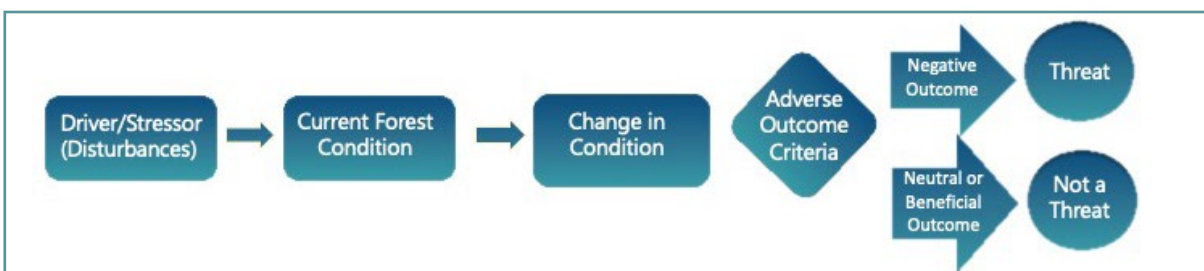 Driver/Stressor
(Disturbances)
Current Forest
Condition
Change in
Condition
Adverse
Outcome
Criteria
Negative
Outcome
Threat
Neutral or
Beneficial
Outcome
Not a
Threat